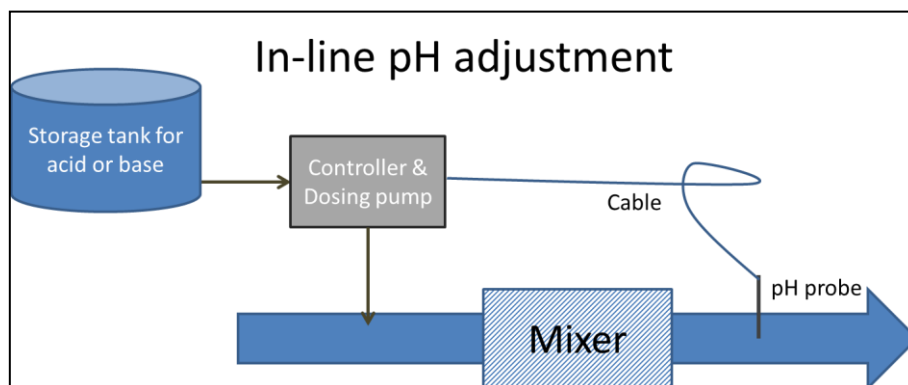 In-line pH adjustment
Storage tank for
acid or base
Controller &
Dosing pump
Cable
pH probe
Mixer